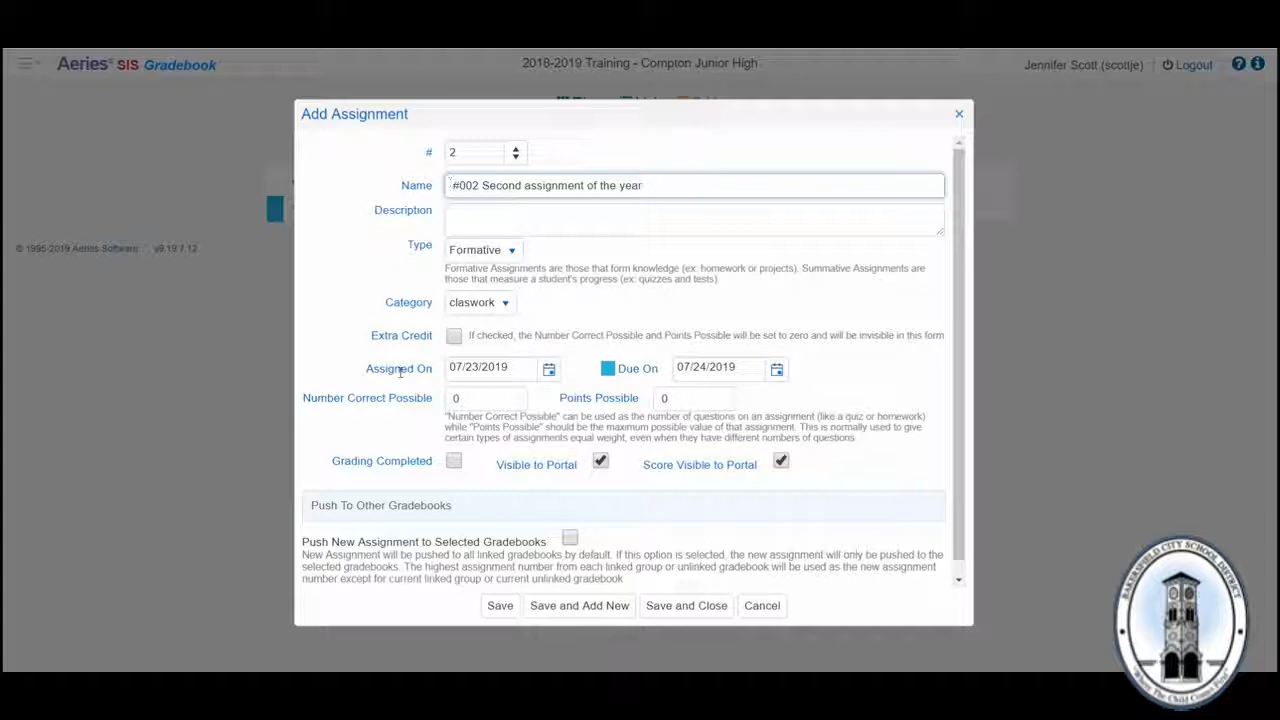 Aeries® SIS Gradebook
2018-2019 Training - Compton Junior High
Jennifer Scott (scottje)
Logout
Add Assignment
×
# 2
Name #002 Second assignment of the year
Description
Type Formative
Formative Assignments are those that form knowledge (ex: homework or projects). Summative Assignments are
those that measure a student's progress (ex: quizzes and tests).
Category claswork
Extra Credit If checked, the Number Correct Possible and Points Possible will be set to zero and will be invisible in this form
Assigned On 07/23/2019 Due On 07/24/2019
Number Correct Possible 0 Points Possible 0
"Number Correct Possible" can be used as the number of questions on an assignment (like a quiz or homework)
while "Points Possible" should be the maximum possible value of that assignment. This is normally used to give
certain types of assignments equal weight, even when they have different numbers of questions
Grading Completed Visible to Portal Score Visible to Portal
Push To Other Gradebooks
Push New Assignment to Selected Gradebooks
New Assignment will be pushed to all linked gradebooks by default. If this option is selected, the new assignment will only be pushed to the
selected gradebooks. The highest assignment number from each linked group or unlinked gradebook will be used as the new assignment
number except for current linked group or current unlinked gradebook
Save Save and Add New Save and Close Cancel
© 1995-2019 Aeries Software v9.19.7.12
BAKERSFIELD CITY SCHOOL DISTRICT
"Where The Child Comes First"